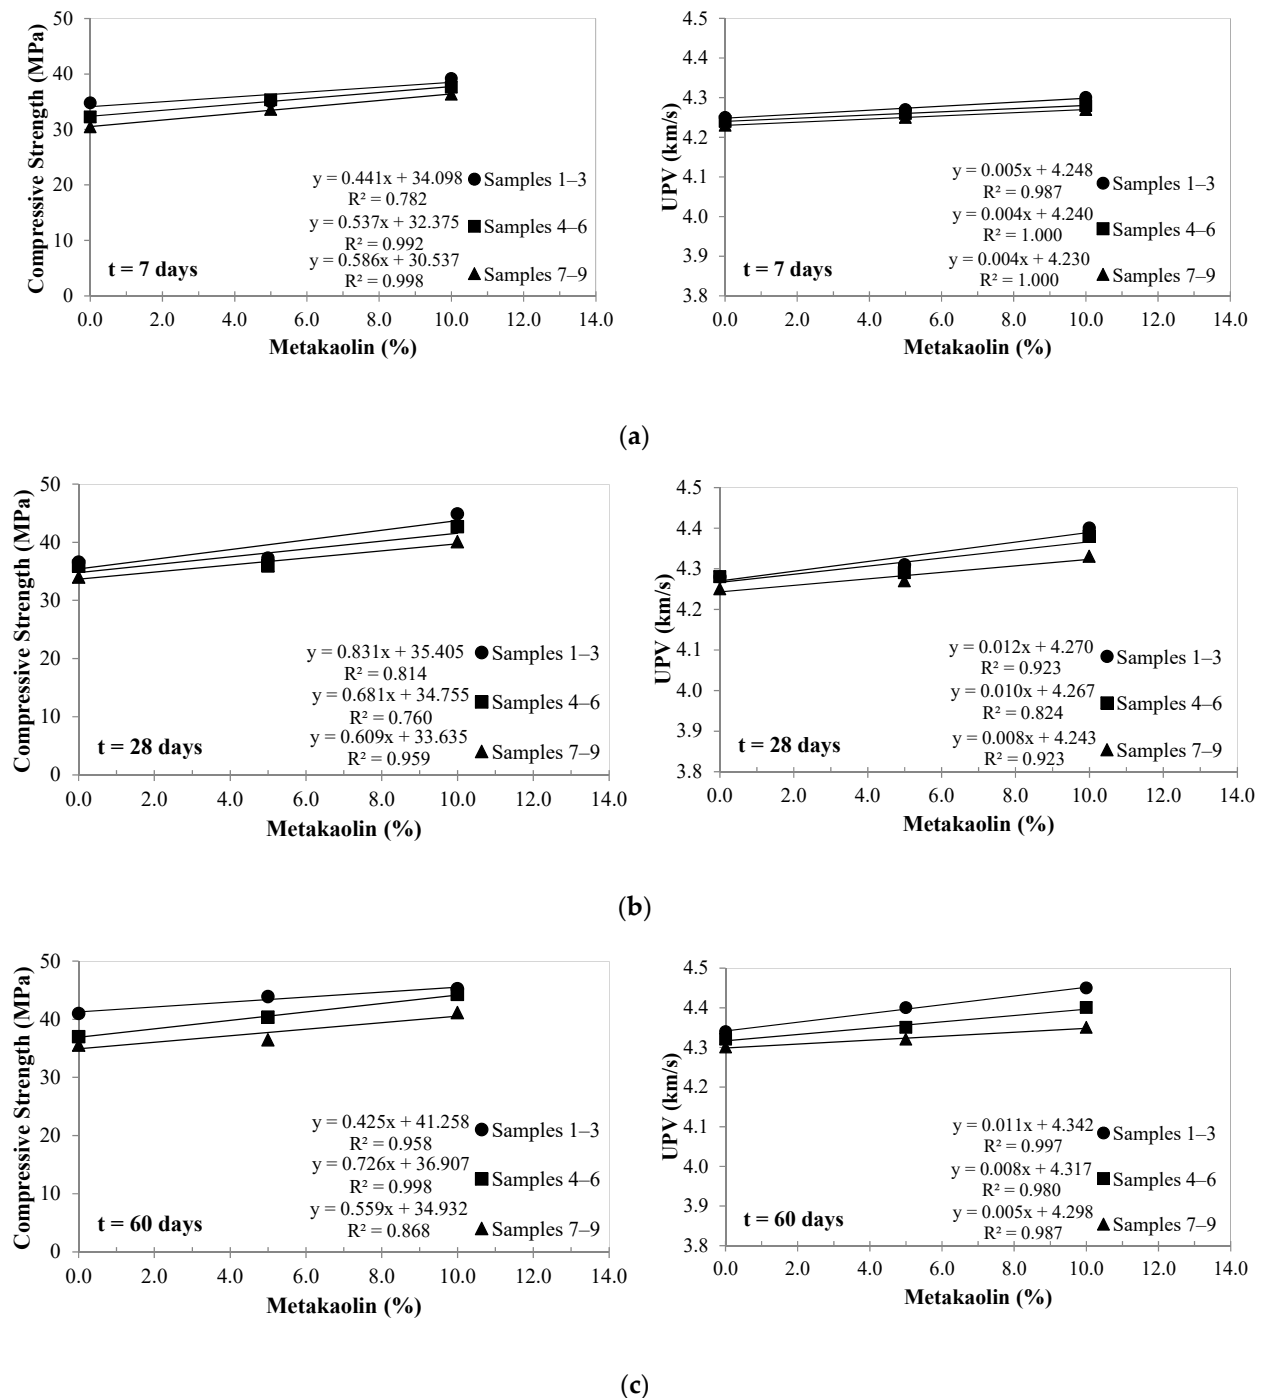 50
40
30
20
10
0
Compressive Strength (MPa)
y = 0.441x + 34.098
R² = 0.782
Samples 1–3
y = 0.537x + 32.375
R² = 0.992
Samples 4–6
y = 0.586x + 30.537
R² = 0.998
Samples 7–9
t = 7 days
0.0 2.0 4.0 6.0 8.0 10.0 12.0 14.0
Metakaolin (%)
4.5
4.4
4.3
4.2
4.1
4.0
3.9
3.8
UPV (km/s)
y = 0.005x + 4.248
R² = 0.987
Samples 1–3
y = 0.004x + 4.240
R² = 1.000
Samples 4–6
y = 0.004x + 4.230
R² = 1.000
Samples 7–9
t = 7 days
0.0 2.0 4.0 6.0 8.0 10.0 12.0 14.0
Metakaolin (%)
(a)
50
40
30
20
10
0
Compressive Strength (MPa)
y = 0.831x + 35.405
R² = 0.814
Samples 1–3
y = 0.681x + 34.755
R² = 0.760
Samples 4–6
y = 0.609x + 33.635
R² = 0.959
Samples 7–9
t = 28 days
0.0 2.0 4.0 6.0 8.0 10.0 12.0 14.0
Metakaolin (%)
4.5
4.4
4.3
4.2
4.1
4.0
3.9
3.8
UPV (km/s)
y = 0.012x + 4.270
R² = 0.923
Samples 1–3
y = 0.010x + 4.267
R² = 0.824
Samples 4–6
y = 0.008x + 4.243
R² = 0.923
Samples 7–9
t = 28 days
0.0 2.0 4.0 6.0 8.0 10.0 12.0 14.0
Metakaolin (%)
(b)
50
40
30
20
10
0
Compressive Strength (MPa)
y = 0.425x + 41.258
R² = 0.958
Samples 1–3
y = 0.726x + 36.907
R² = 0.998
Samples 4–6
y = 0.559x + 34.932
R² = 0.868
Samples 7–9
t = 60 days
0.0 2.0 4.0 6.0 8.0 10.0 12.0 14.0
Metakaolin (%)
4.5
4.4
4.3
4.2
4.1
4.0
3.9
3.8
UPV (km/s)
y = 0.011x + 4.342
R² = 0.997
Samples 1–3
y = 0.008x + 4.317
R² = 0.980
Samples 4–6
y = 0.005x + 4.298
R² = 0.987
Samples 7–9
t = 60 days
0.0 2.0 4.0 6.0 8.0 10.0 12.0 14.0
Metakaolin (%)
(c)